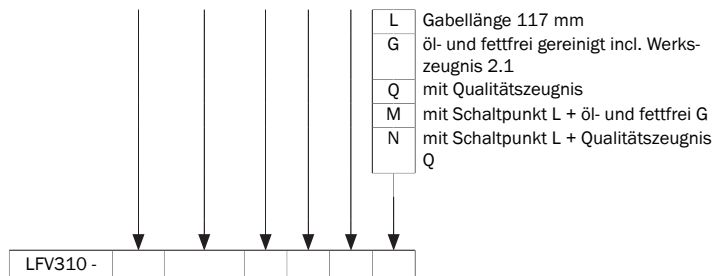 L Gabellänge 117 mm
G öl- und fettfrei gereinigt incl. Werks-
zeugnis 2.1
Q mit Qualitätszeugnis
M mit Schaltpunkt L + öl- und fettfrei G
N mit Schaltpunkt L + Qualitätszeugnis
Q
LFV310 -